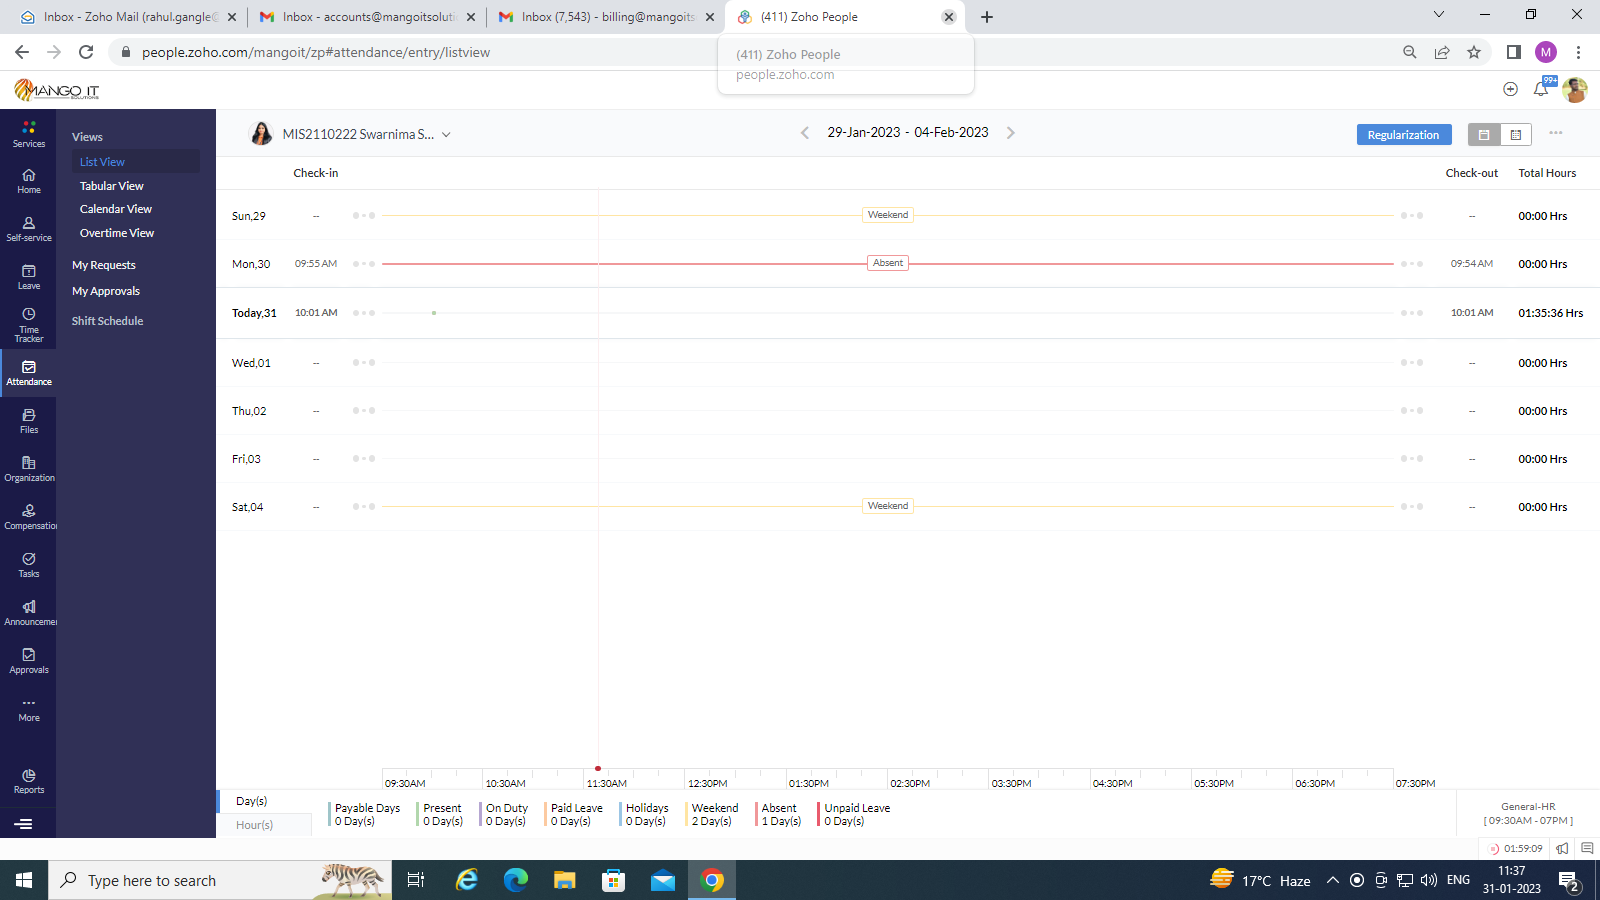 Inbox - Zoho Mail (rahul.gangle@
Inbox - accounts@mangoitsoluti
Inbox (7,543) - billing@mangoits
(411) Zoho People
people.zoho.com/mangoit/zp#attendance/entry/listview
M
(411) Zoho People
people.zoho.com
MANGO IT
SOLUTIONS
99+
Services
Home
Self-service
Leave
Time
Tracker
Attendance
Files
Organization
Compensatio
Tasks
Announcemer
Approvals
More
Reports
Views
List View
Tabular View
Calendar View
Overtime View
My Requests
My Approvals
Shift Schedule
MIS2110222 Swarnima S...
29-Jan-2023 - 04-Feb-2023
Regularization
Check-in Check-out Total Hours
Sun,29 -- Weekend -- 00:00 Hrs
Mon,30 09:55 AM Absent 09:54 AM 00:00 Hrs
Today,31 10:01 AM 10:01 AM 01:35:36 Hrs
Wed,01 -- -- 00:00 Hrs
Thu,02 -- -- 00:00 Hrs
Fri,03 -- -- 00:00 Hrs
Sat,04 -- Weekend -- 00:00 Hrs
09:30AM 10:30AM 11:30AM 12:30PM 01:30PM 02:30PM 03:30PM 04:30PM 05:30PM 06:30PM 07:30PM
Day(s)
Hour(s)
Payable Days
0 Day(s)
Present
0 Day(s)
On Duty
0 Day(s)
Paid Leave
0 Day(s)
Holidays
0 Day(s)
Weekend
2 Day(s)
Absent
1 Day(s)
Unpaid Leave
0 Day(s)
General-HR
[ 09:30AM - 07PM ]
01:59:09
Type here to search
17°C Haze
ENG
11:37
31-01-2023
2